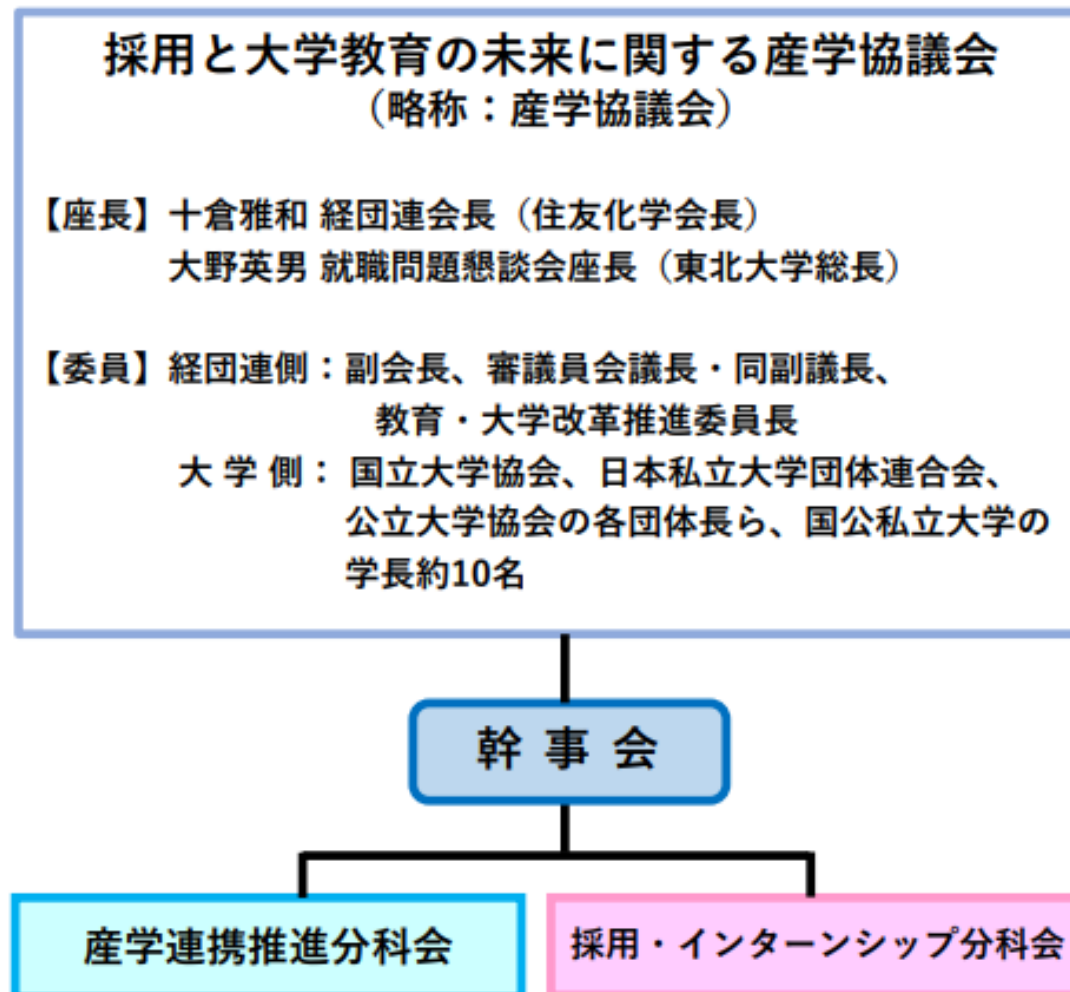 採用と大学教育の未来に関する産学協議会
（略称：産学協議会）
【座長】十倉雅和 経団連会長（住友化学会長）
大野英男 就職問題懇談会座長（東北大学総長）
【委員】経団連側：副会長、審議員会議長・同副議長、
教育・大学改革推進委員長
大 学 側： 国立大学協会、日本私立大学団体連合会、
公立大学協会の各団体長ら、国公私立大学の
学長約10名
幹 事 会
産学連携推進分科会
採用・インターンシップ分科会